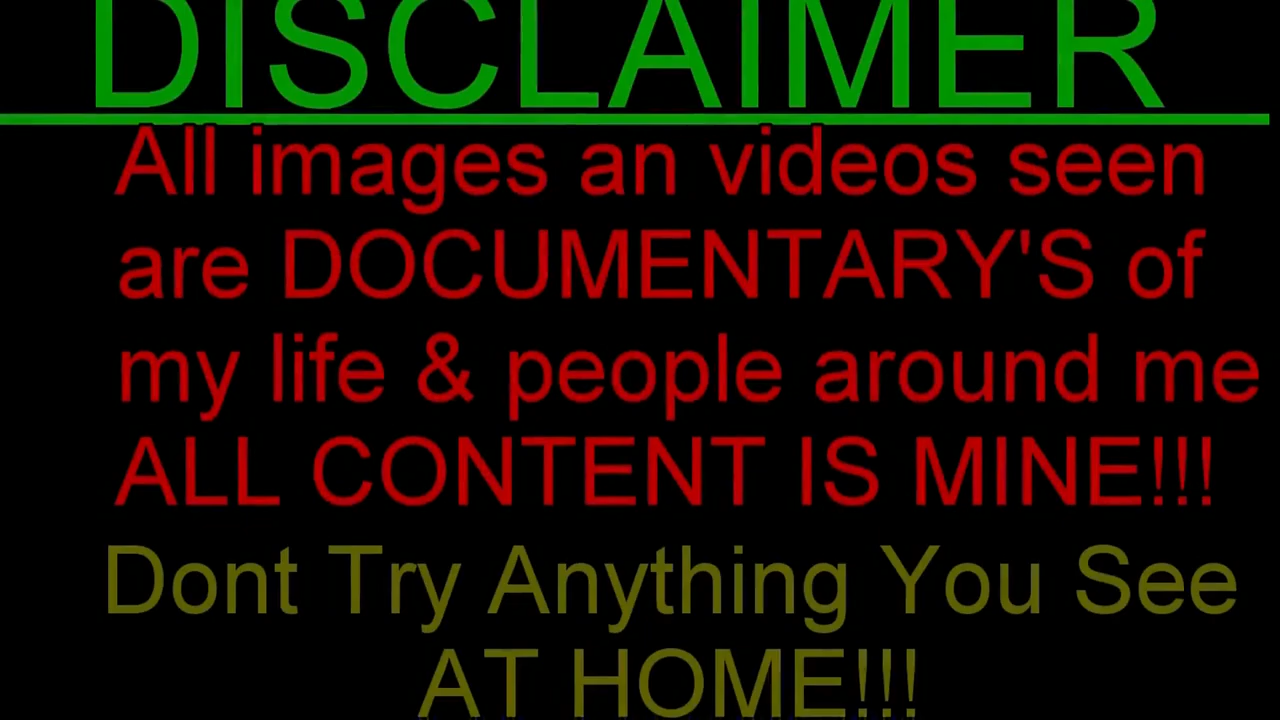 DISCLAIMER
All images an videos seen
are DOCUMENTARY'S of
my life & people around me
ALL CONTENT IS MINE!!!
Dont Try Anything You See
AT HOME!!!